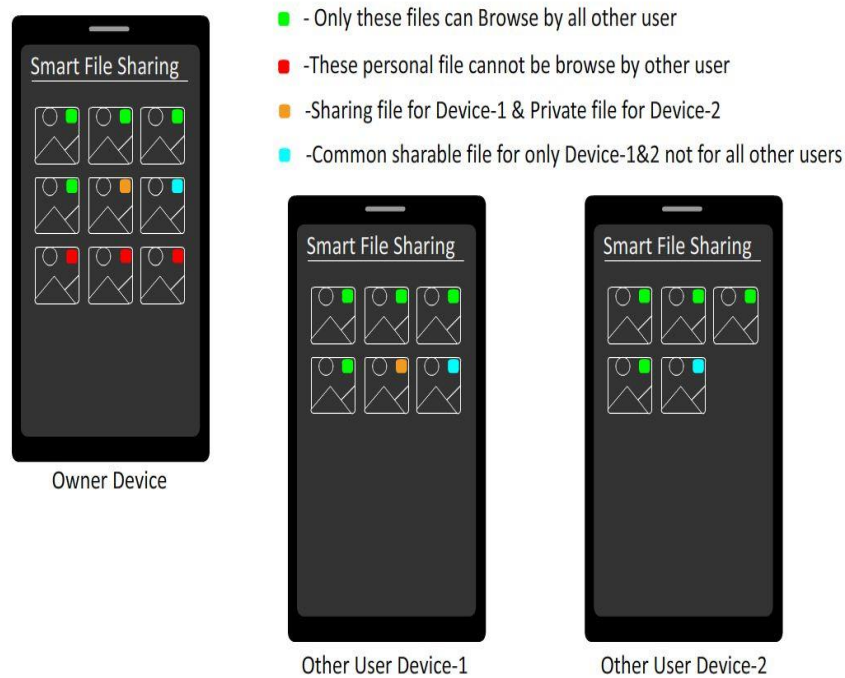 - Only these files can Browse by all other user
-These personal file cannot be browse by other user
-Sharing file for Device-1 & Private file for Device-2
-Common sharable file for only Device-1&2 not for all other users
Smart File Sharing
Owner Device
Smart File Sharing
Other User Device-1
Smart File Sharing
Other User Device-2